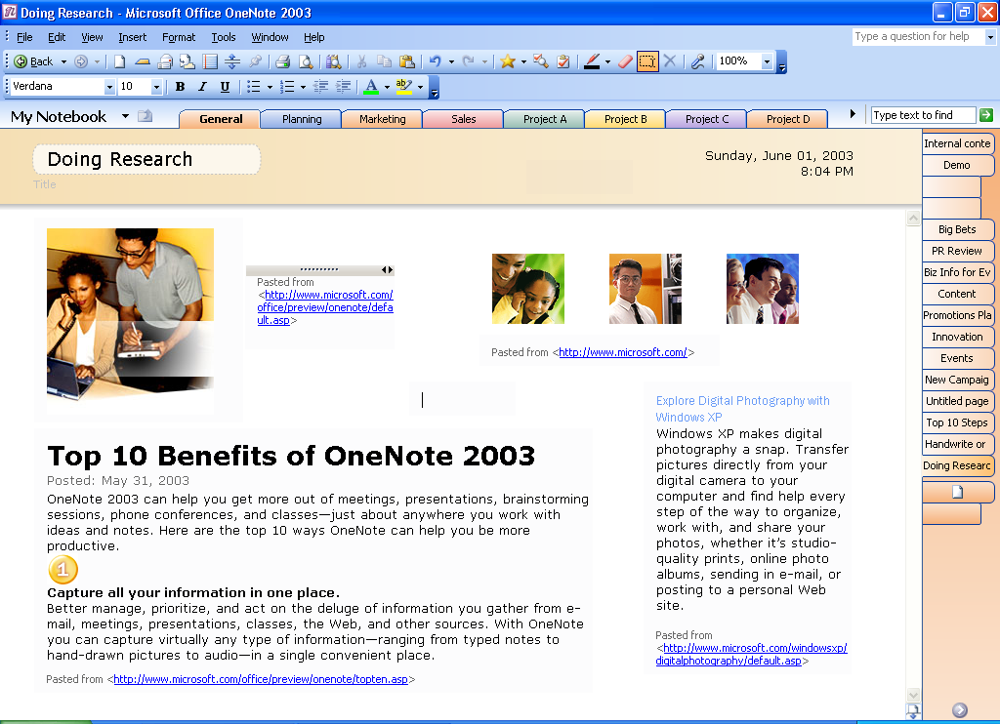 Doing Research - Microsoft Office OneNote 2003
File Edit View Insert Format Tools Window Help
Type a question for help
Back
100%
Verdana 10 B I U A ab
My Notebook
General Planning Marketing Sales Project A Project B Project C Project D
Type text to find
Doing Research
Title
Sunday, June 01, 2003
8:04 PM
Pasted from
<http://www.microsoft.com/
office/preview/onenote/defa
ult.asp>
Pasted from <http://www.microsoft.com/>
Top 10 Benefits of OneNote 2003
Posted: May 31, 2003
OneNote 2003 can help you get more out of meetings, presentations, brainstorming
sessions, phone conferences, and classes—just about anywhere you work with
ideas and notes. Here are the top 10 ways OneNote can help you be more
productive.
1
Capture all your information in one place.
Better manage, prioritize, and act on the deluge of information you gather from e-
mail, meetings, presentations, classes, the Web, and other sources. With OneNote
you can capture virtually any type of information—ranging from typed notes to
hand-drawn pictures to audio—in a single convenient place.
Pasted from <http://www.microsoft.com/office/preview/onenote/topten.asp>
Explore Digital Photography with
Windows XP
Windows XP makes digital
photography a snap. Transfer
pictures directly from your
digital camera to your
computer and find help every
step of the way to organize,
work with, and share your
photos, whether it's studio-
quality prints, online photo
albums, sending in e-mail, or
posting to a personal Web
site.
Pasted from
<http://www.microsoft.com/windowsxp/
digitalphotography/default.asp>
Internal conte
Demo
Big Bets
PR Review
Biz Info for Ev
Content
Promotions Pla
Innovation
Events
New Campaig
Untitled page
Top 10 Steps
Handwrite or
Doing Researc